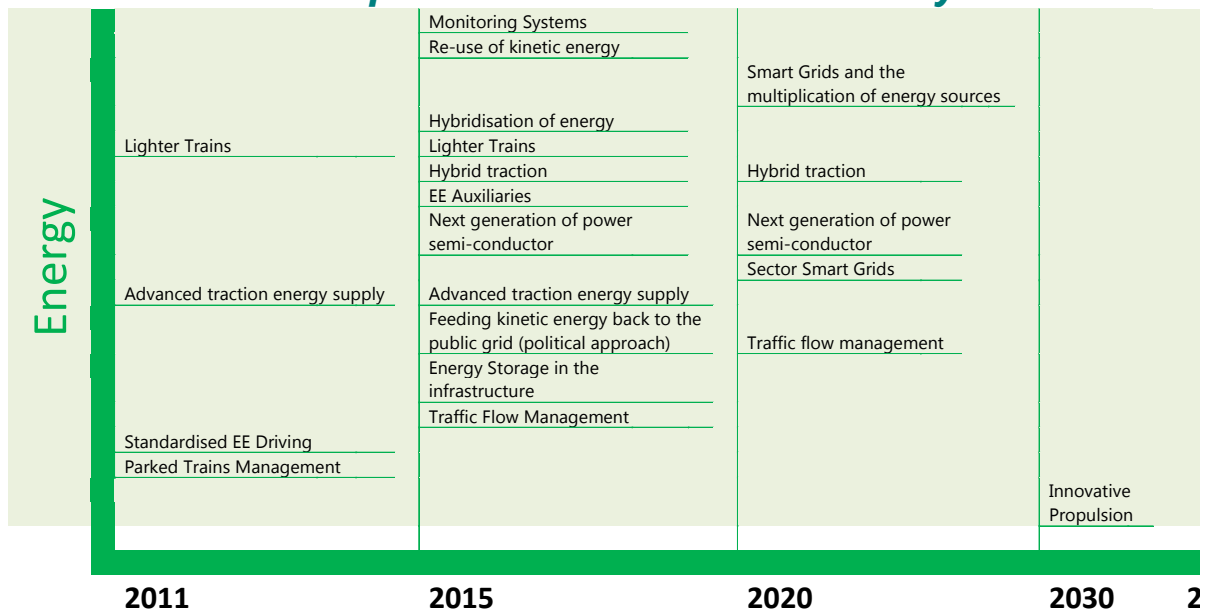 Monitoring Systems
Re-use of kinetic energy
Smart Grids and the
multiplication of energy sources
Hybridisation of energy
Lighter Trains
Lighter Trains
Hybrid traction
Hybrid traction
EE Auxiliaries
Energy
Next generation of power
semi-conductor
Next generation of power
semi-conductor
Sector Smart Grids
Advanced traction energy supply
Advanced traction energy supply
Feeding kinetic energy back to the
public grid (political approach)
Traffic flow management
Energy Storage in the
infrastructure
Traffic Flow Management
Standardised EE Driving
Parked Trains Management
Innovative
Propulsion
2011
2015
2020
2030
2